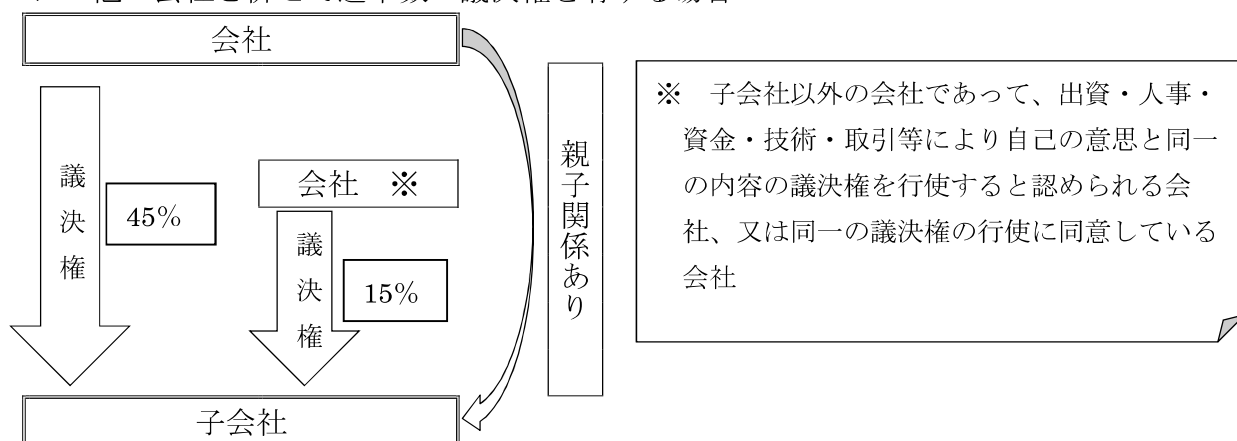 会社
議決権
45%
会社 ※
議決権
15%
親子関係あり
※ 子会社以外の会社であって、出資・人事・
資金・技術・取引等により自己の意思と同一
の内容の議決権を行使すると認められる会
社、又は同一の議決権の行使に同意している
会社
子会社